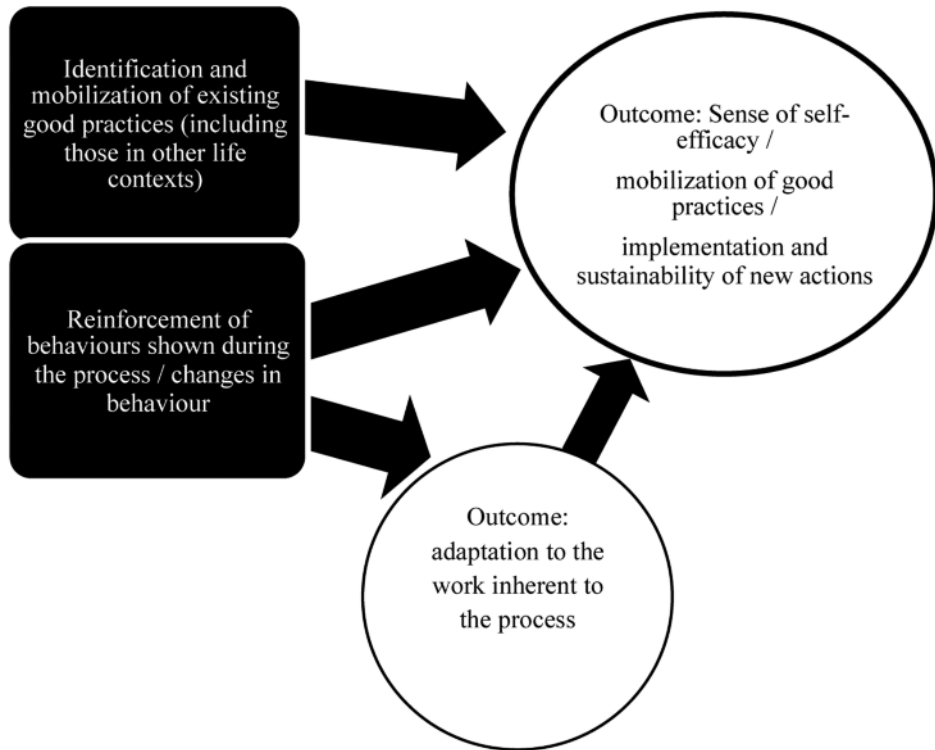 Identification and
mobilization of existing
good practices (including
those in other life
contexts)
Reinforcement of
behaviours shown during
the process / changes in
behaviour
Outcome: Sense of self-
efficacy /
mobilization of good
practices /
implementation and
sustainability of new actions
Outcome:
adaptation to the
work inherent to
the process